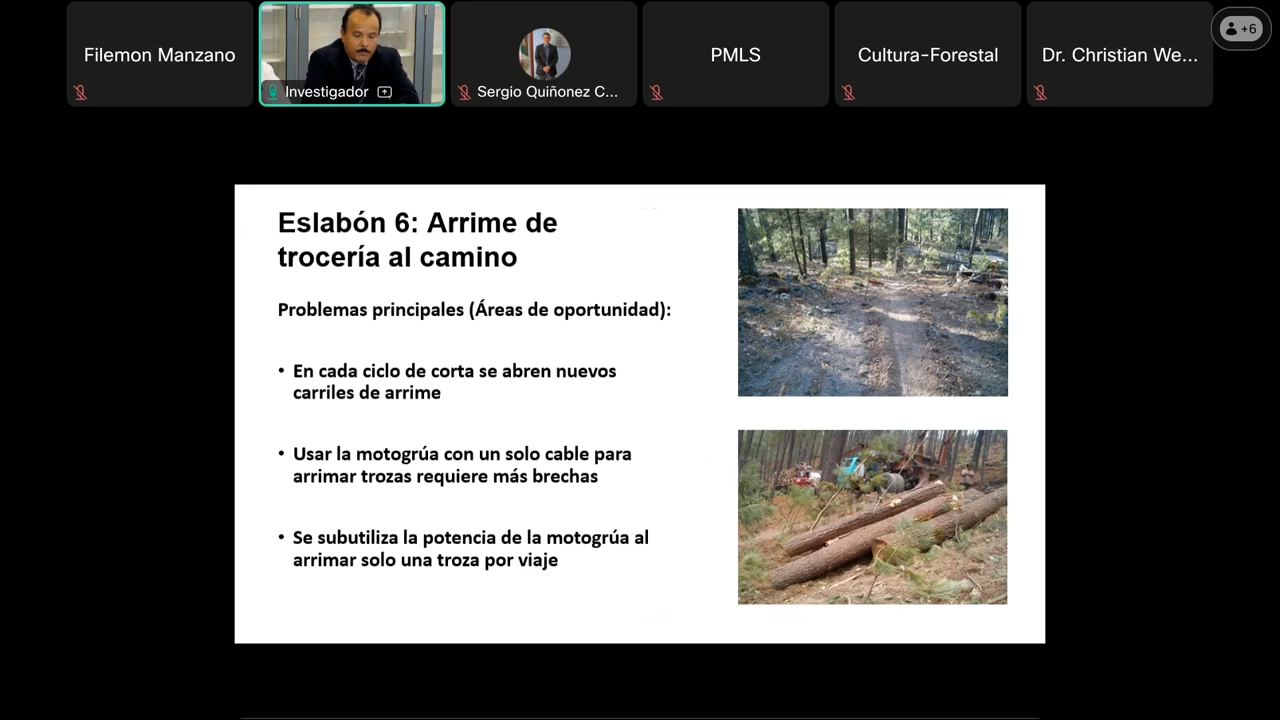 Filemon Manzano
Investigador
Sergio Quiñonez C...
PMLS
Cultura-Forestal
Dr. Christian We...
+6
Eslabón 6: Arrime de
trocería al camino
Problemas principales (Áreas de oportunidad):
• En cada ciclo de corta se abren nuevos
carriles de arrime
• Usar la motogrúa con un solo cable para
arrimar trozas requiere más brechas
• Se subutiliza la potencia de la motogrúa al
arrimar solo una troza por viaje